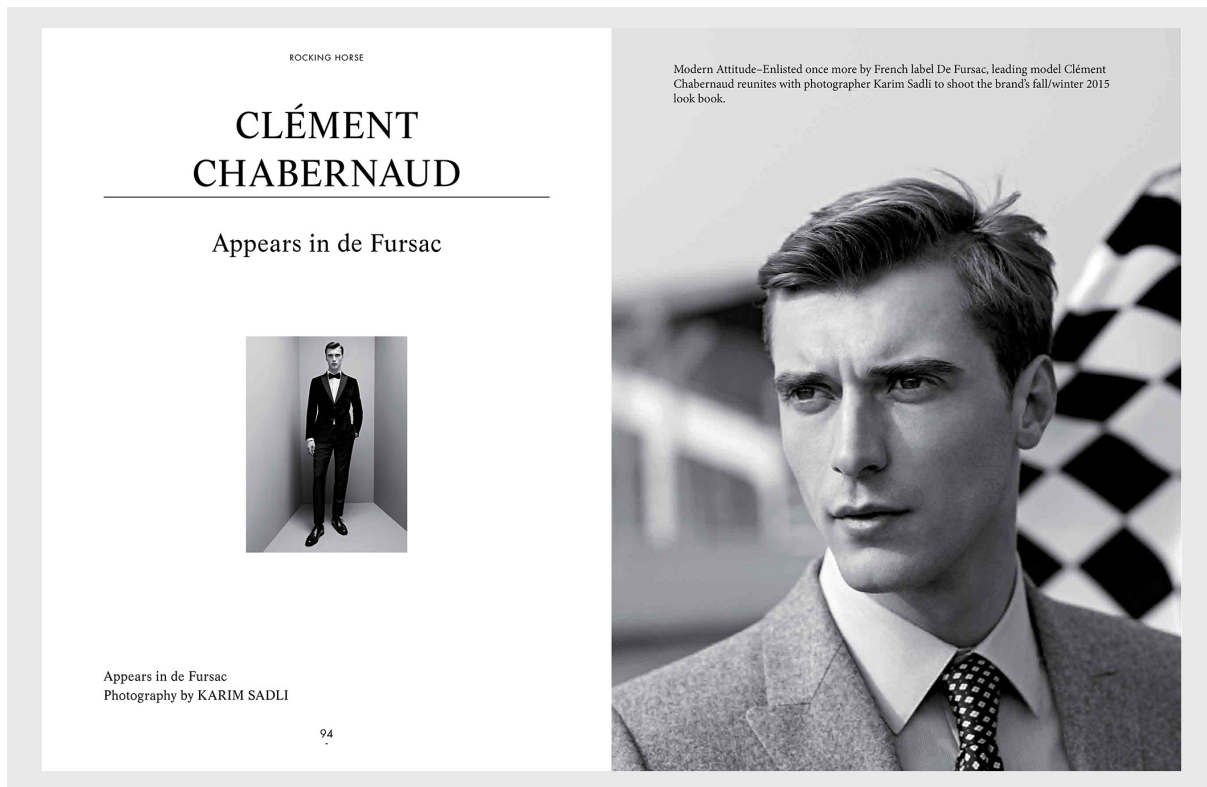 ROCKING HORSE
CLÉMENT
CHABERNAUD
Appears in de Fursac
Appears in de Fursac
Photography by KARIM SADLI
94
-
Modern Attitude–Enlisted once more by French label De Fursac, leading model Clément
Chabernaud reunites with photographer Karim Sadli to shoot the brand's fall/winter 2015
look book.